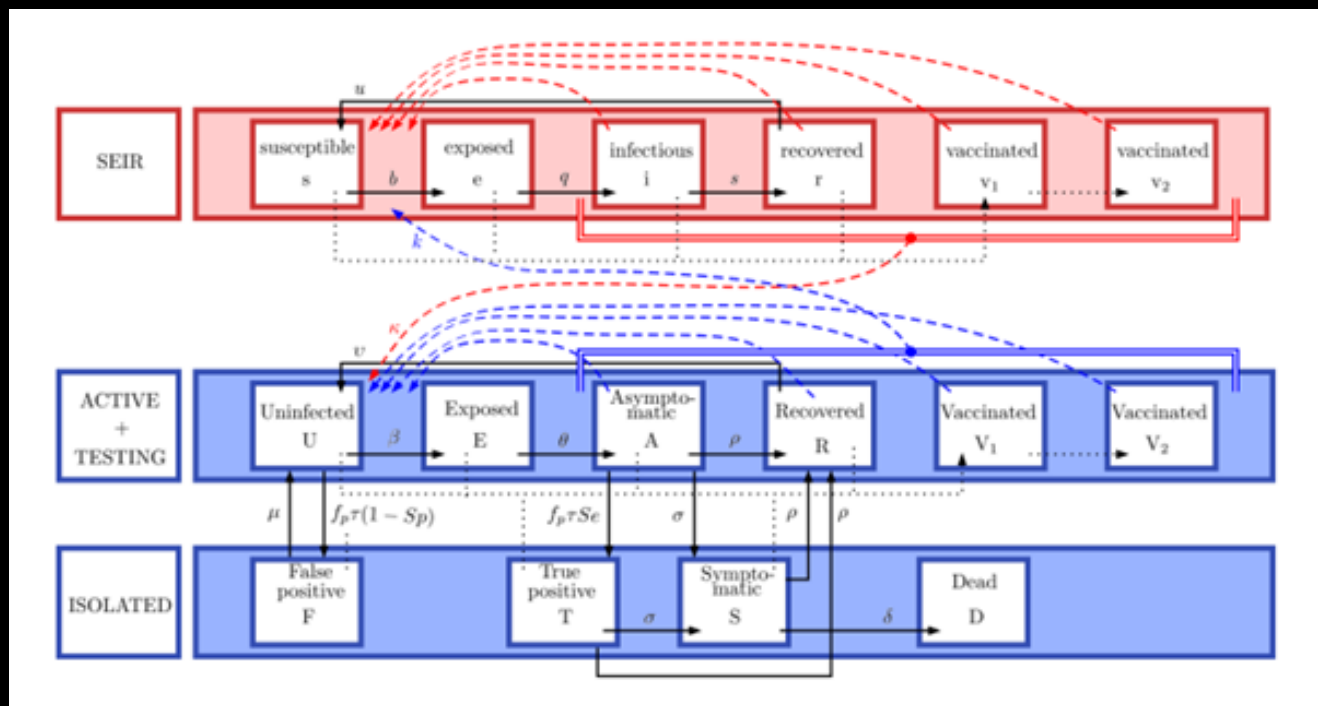 u
SEIR
susceptible
s
b
exposed
e
q
infectious
i
s
recovered
r
vaccinated
v₁
vaccinated
v₂
k
κ
υ
ACTIVE
+
TESTING
Uninfected
U
β
Exposed
E
θ
Asympto-
matic
A
ρ
Recovered
R
Vaccinated
V₁
Vaccinated
V₂
μ
fₚτ(1 − Sp)
fₚτSe
σ
ρ
ρ
ISOLATED
False
positive
F
True
positive
T
σ
Sympto-
matic
S
δ
Dead
D